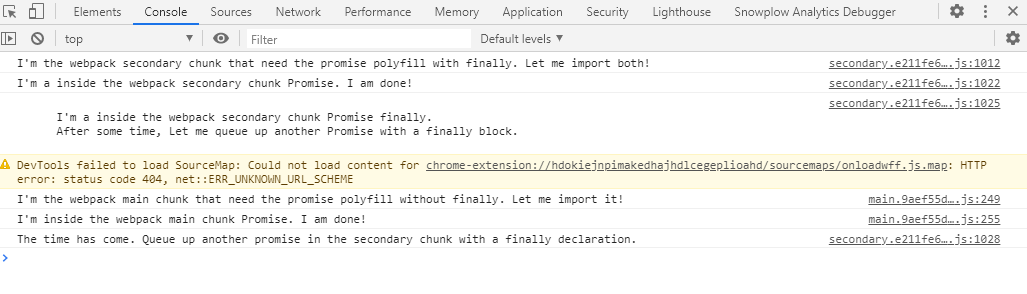 Elements Console Sources Network Performance Memory Application Security Lighthouse Snowplow Analytics Debugger
top Filter Default levels
I'm the webpack secondary chunk that need the promise polyfill with finally. Let me import both! secondary.e211fe6….js:1012
I'm a inside the webpack secondary chunk Promise. I am done! secondary.e211fe6….js:1022
secondary.e211fe6….js:1025
I'm a inside the webpack secondary chunk Promise finally.
After some time, Let me queue up another Promise with a finally block.
DevTools failed to load SourceMap: Could not load content for chrome-extension://hdokiejnpimakedhajhdlcegeplioahd/sourcemaps/onloadwff.js.map: HTTP
error: status code 404, net::ERR_UNKNOWN_URL_SCHEME
I'm the webpack main chunk that need the promise polyfill without finally. Let me import it! main.9aef55d….js:249
I'm inside the webpack main chunk Promise. I am done! main.9aef55d….js:255
The time has come. Queue up another promise in the secondary chunk with a finally declaration. secondary.e211fe6….js:1028